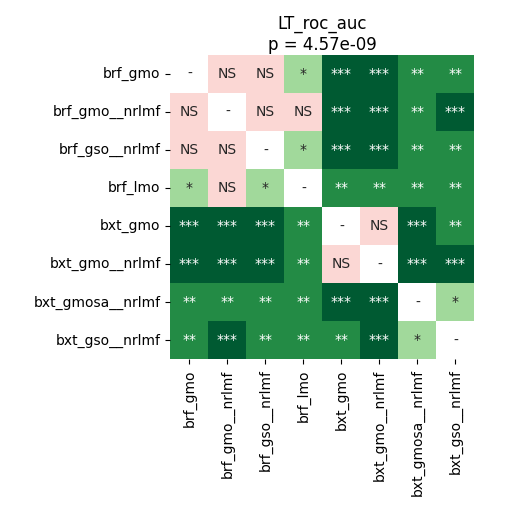 LT_roc_auc
p = 4.57e-09
brf_gmo - NS NS * *** *** ** **
brf_gmo__nrlmf NS - NS NS *** *** ** ***
brf_gso__nrlmf NS NS - * *** *** ** **
brf_lmo * NS * - ** ** ** **
bxt_gmo *** *** *** ** - NS *** **
bxt_gmo__nrlmf *** *** *** ** NS - *** ***
bxt_gmosa__nrlmf ** ** ** ** *** *** - *
bxt_gso__nrlmf ** *** ** ** ** *** * -
brf_gmo
brf_gmo__nrlmf
brf_gso__nrlmf
brf_lmo
bxt_gmo
bxt_gmo__nrlmf
bxt_gmosa__nrlmf
bxt_gso__nrlmf